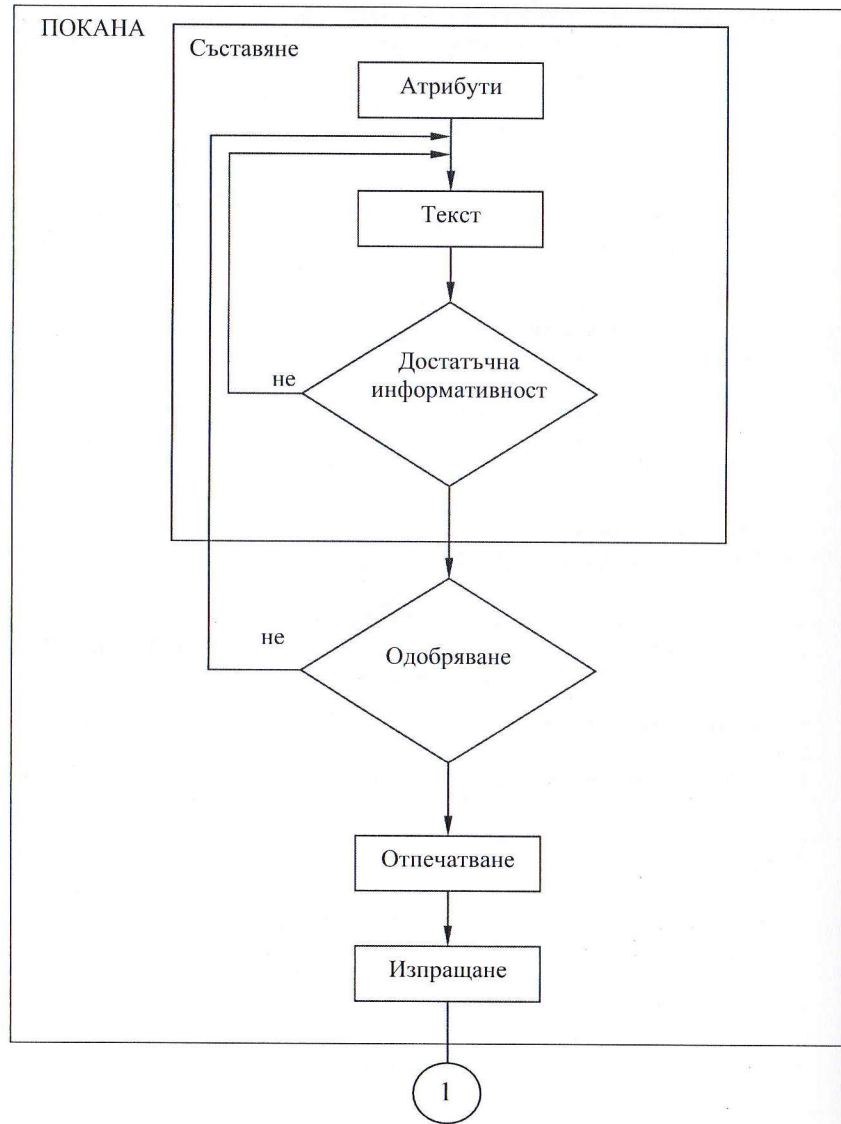 ПОКАНА
Съставяне
Атрибути
Текст
Достатъчна
информативност
не
Одобряване
не
Отпечатване
Изпращане
1